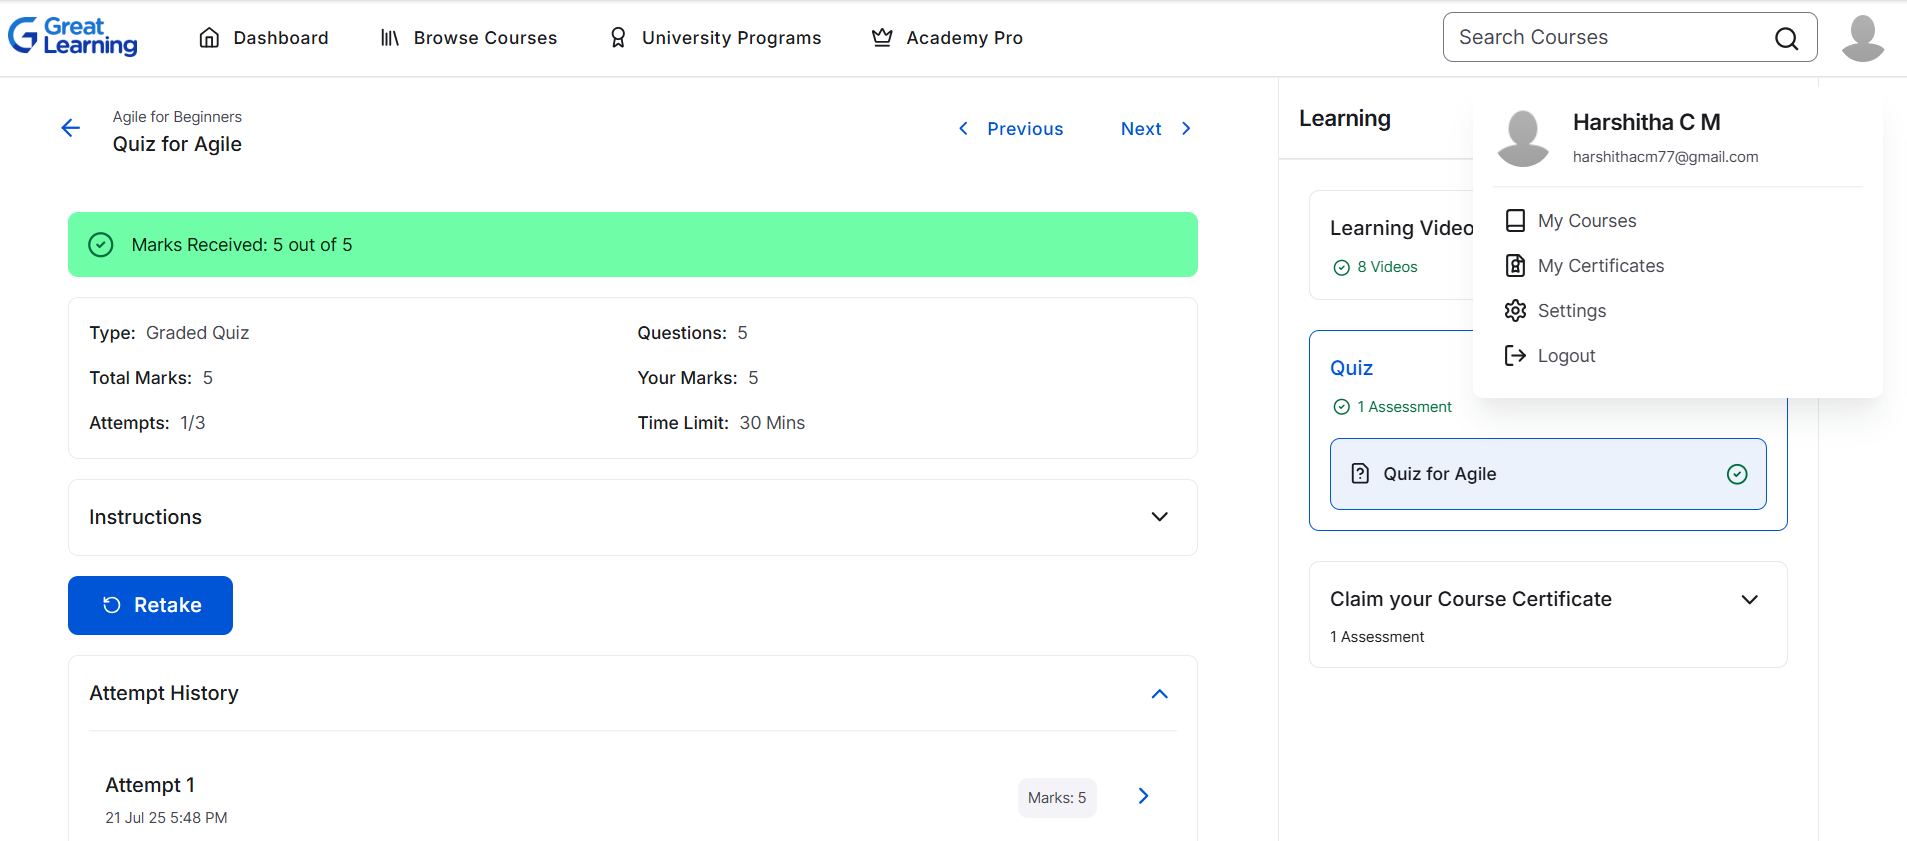 Great Learning
Dashboard
Browse Courses
University Programs
Academy Pro
Search Courses
Agile for Beginners
Quiz for Agile
Previous
Next
Marks Received: 5 out of 5
Type: Graded Quiz
Questions: 5
Total Marks: 5
Your Marks: 5
Attempts: 1/3
Time Limit: 30 Mins
Instructions
Retake
Attempt History
Attempt 1
21 Jul 25 5:48 PM
Marks: 5
Learning
Learning Video
8 Videos
Quiz
1 Assessment
Quiz for Agile
Claim your Course Certificate
1 Assessment
Harshitha C M
harshithacm77@gmail.com
My Courses
My Certificates
Settings
Logout